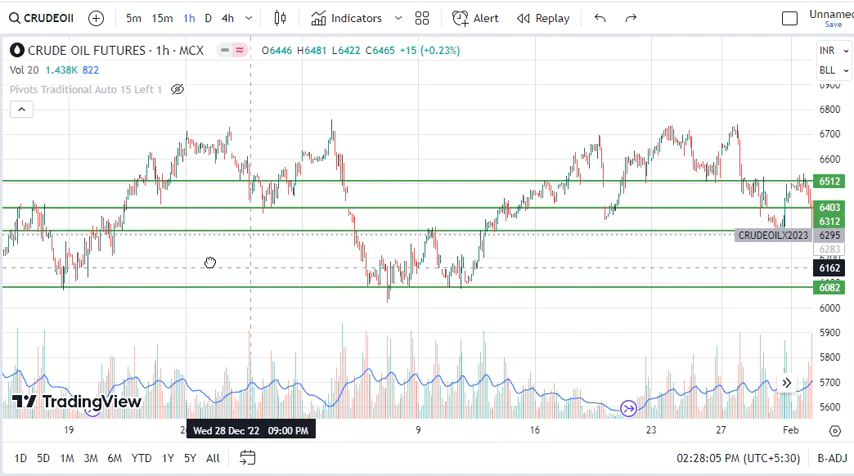 CRUDEOII 5m 15m 1h D 4h Indicators Alert Replay Unnamed
Save
CRUDE OIL FUTURES · 1h · MCX O6446 H6481 L6422 C6465 +15 (+0.23%) INR
Vol 20 1.438K 822 BLL
Pivots Traditional Auto 15 Left 1
6900
6800
6700
6600
6512
6403
6312
CRUDEOILX2023 6295
6283
6162
6082
6000
5900
5800
5700
5600
TradingView
19 Wed 28 Dec '22 09:00 PM 9 16 23 27 Feb
1D 5D 1M 3M 6M YTD 1Y 5Y All 02:28:05 PM (UTC+5:30) B-ADJ